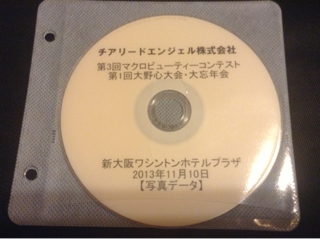 チアリードエンジェル株式会社
第3回マクロビューティーコンテスト
第1回大野心大会・大忘年会
新大阪ワシントンホテルプラザ
2013年11月10日
【写真データ】